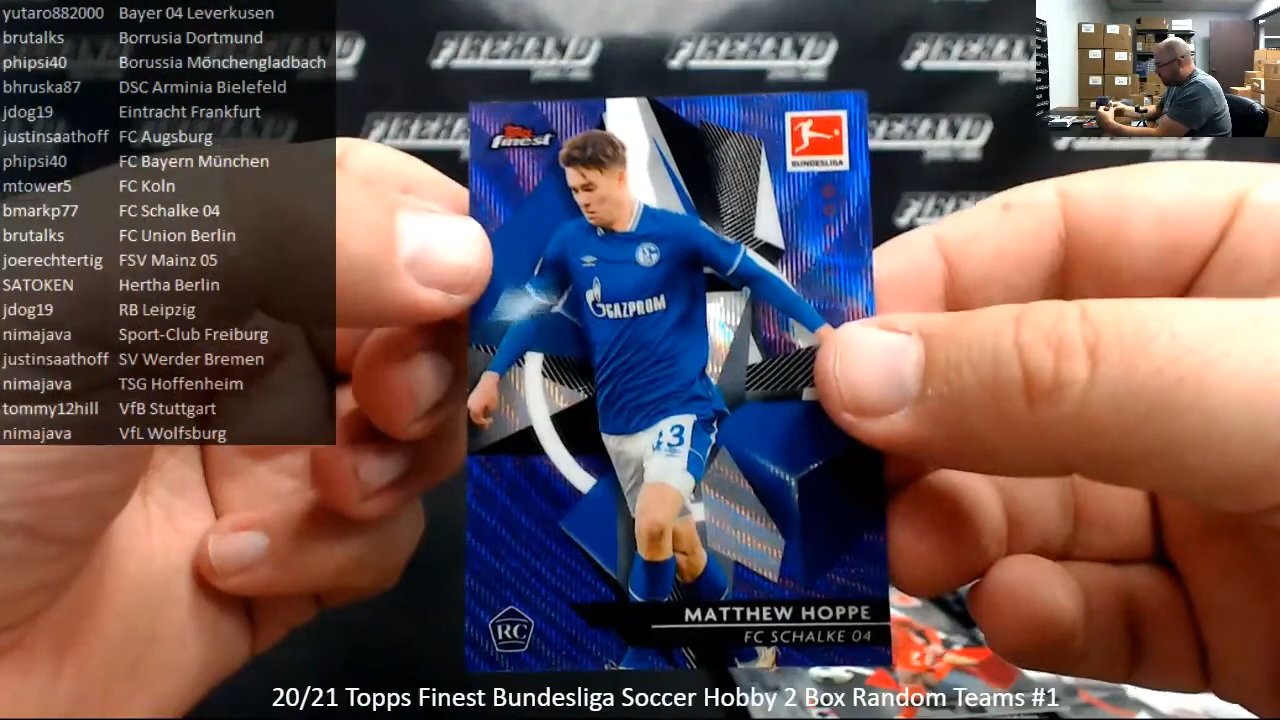 yutaro882000 Bayer 04 Leverkusen
brutalks Borrusia Dortmund
phipsi40 Borussia Mönchengladbach
bhruska87 DSC Arminia Bielefeld
jdog19 Eintracht Frankfurt
justinsaathoff FC Augsburg
phipsi40 FC Bayern München
mtower5 FC Koln
bmarkp77 FC Schalke 04
brutalks FC Union Berlin
joerechtertig FSV Mainz 05
SATOKEN Hertha Berlin
jdog19 RB Leipzig
nimajava Sport-Club Freiburg
justinsaathoff SV Werder Bremen
nimajava TSG Hoffenheim
tommy12hill VfB Stuttgart
nimajava VfL Wolfsburg
FIREHAND FIREHAND FIREHAND
Topps
finest
BUNDESLIGA
GAZPROM
43
RC
MATTHEW HOPPE
FC SCHALKE 04
20/21 Topps Finest Bundesliga Soccer Hobby 2 Box Random Teams #1